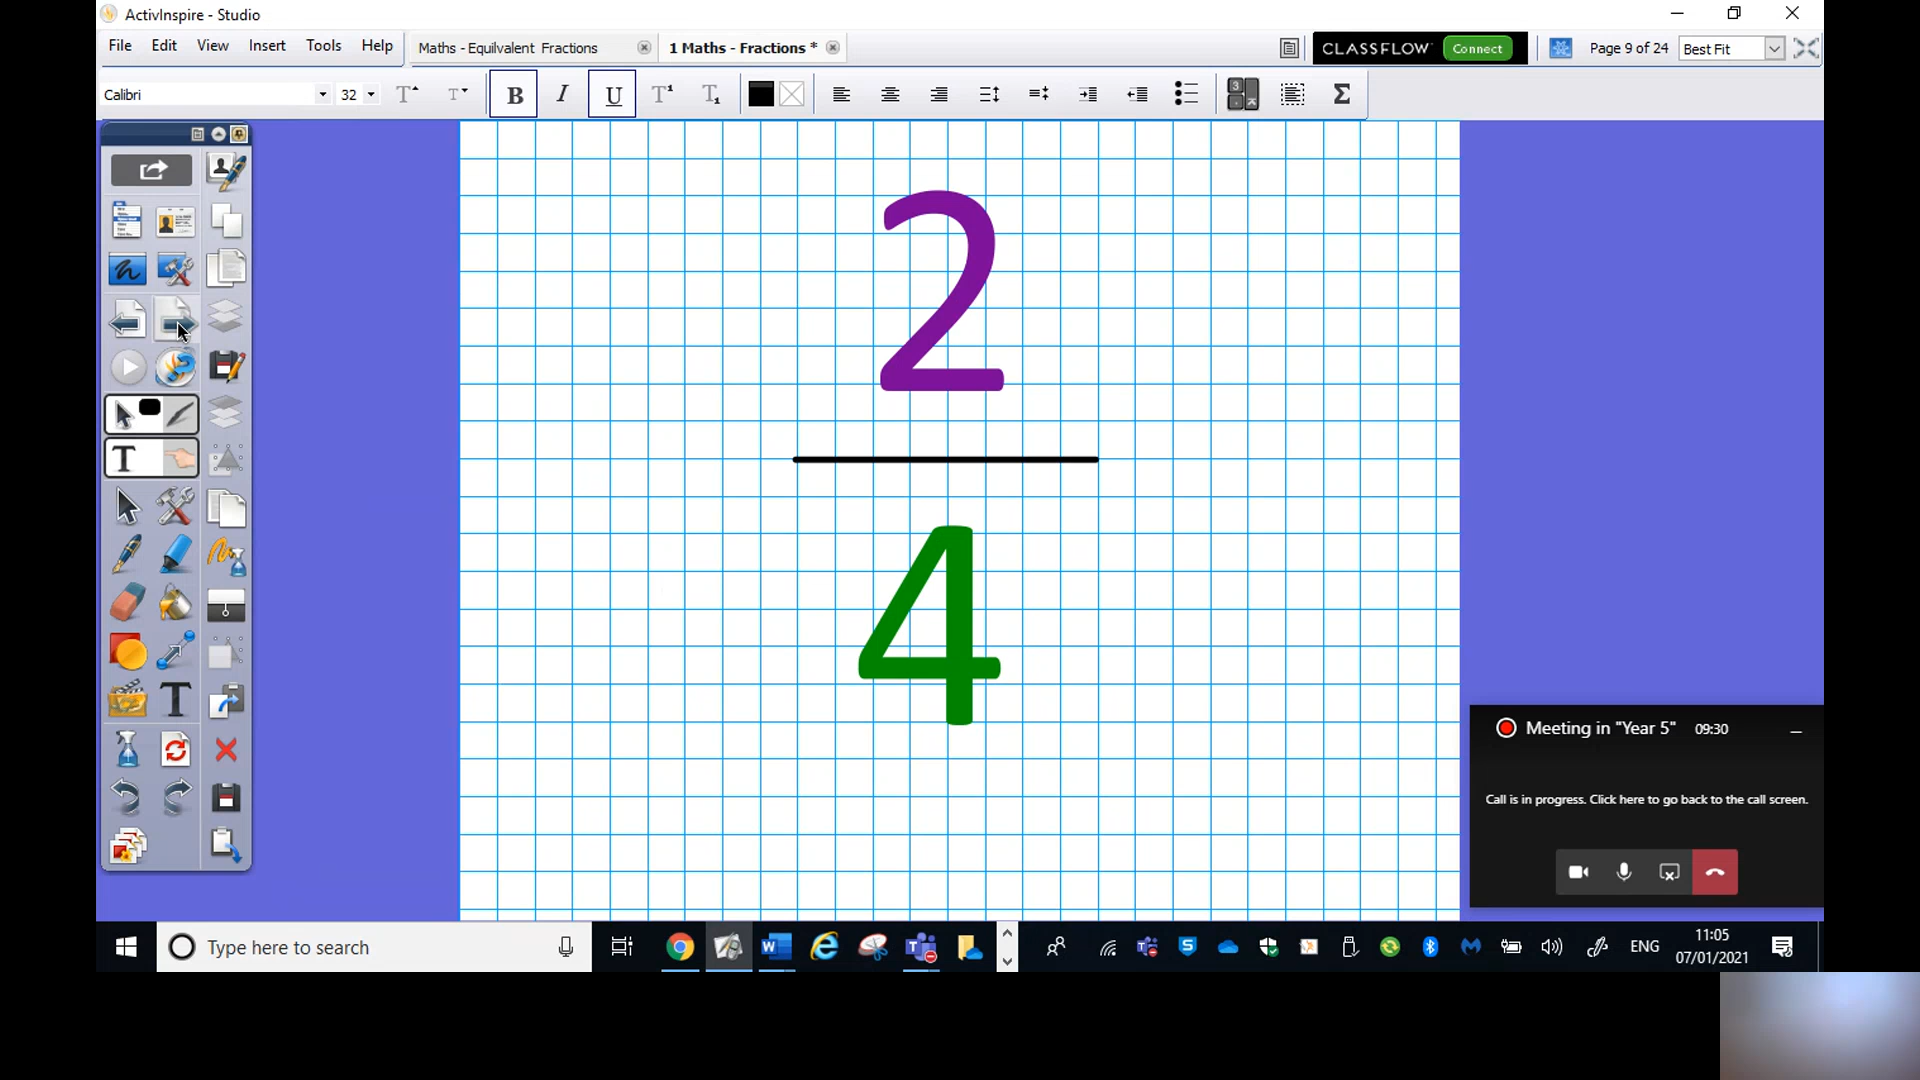 ActivInspire - Studio
File Edit View Insert Tools Help
Maths - Equilvalent Fractions
1 Maths - Fractions *
CLASSFLOW Connect
Page 9 of 24
Best Fit
Calibri 32
B I U
2
4
T
T
Meeting in "Year 5" 09:30
Call is in progress. Click here to go back to the call screen.
Type here to search
ENG
11:05
07/01/2021